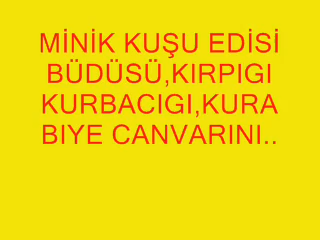 MİNİK KUŞU EDİSİ
BÜDÜSÜ,KIRPIGI
KURBACIGI,KURA
BIYE CANVARINI..